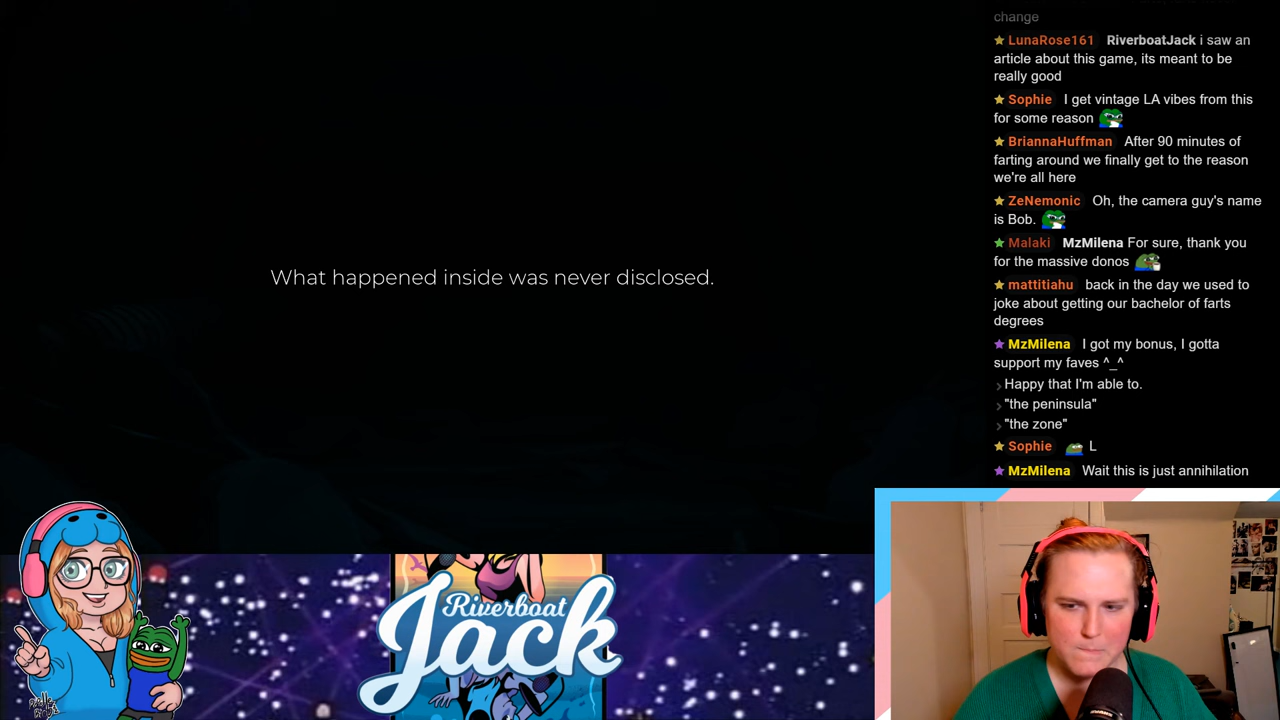 What happened inside was never disclosed.
change
LunaRose161 RiverboatJack i saw an
article about this game, its meant to be
really good
Sophie I get vintage LA vibes from this
for some reason
BriannaHuffman After 90 minutes of
farting around we finally get to the reason
we're all here
ZeNemonic Oh, the camera guy's name
is Bob.
Malaki MzMilena For sure, thank you
for the massive donos
mattitiahu back in the day we used to
joke about getting our bachelor of farts
degrees
MzMilena I got my bonus, I gotta
support my faves ^_^
Happy that I'm able to.
"the peninsula"
"the zone"
Sophie L
MzMilena Wait this is just annihilation
Riverboat
Jack